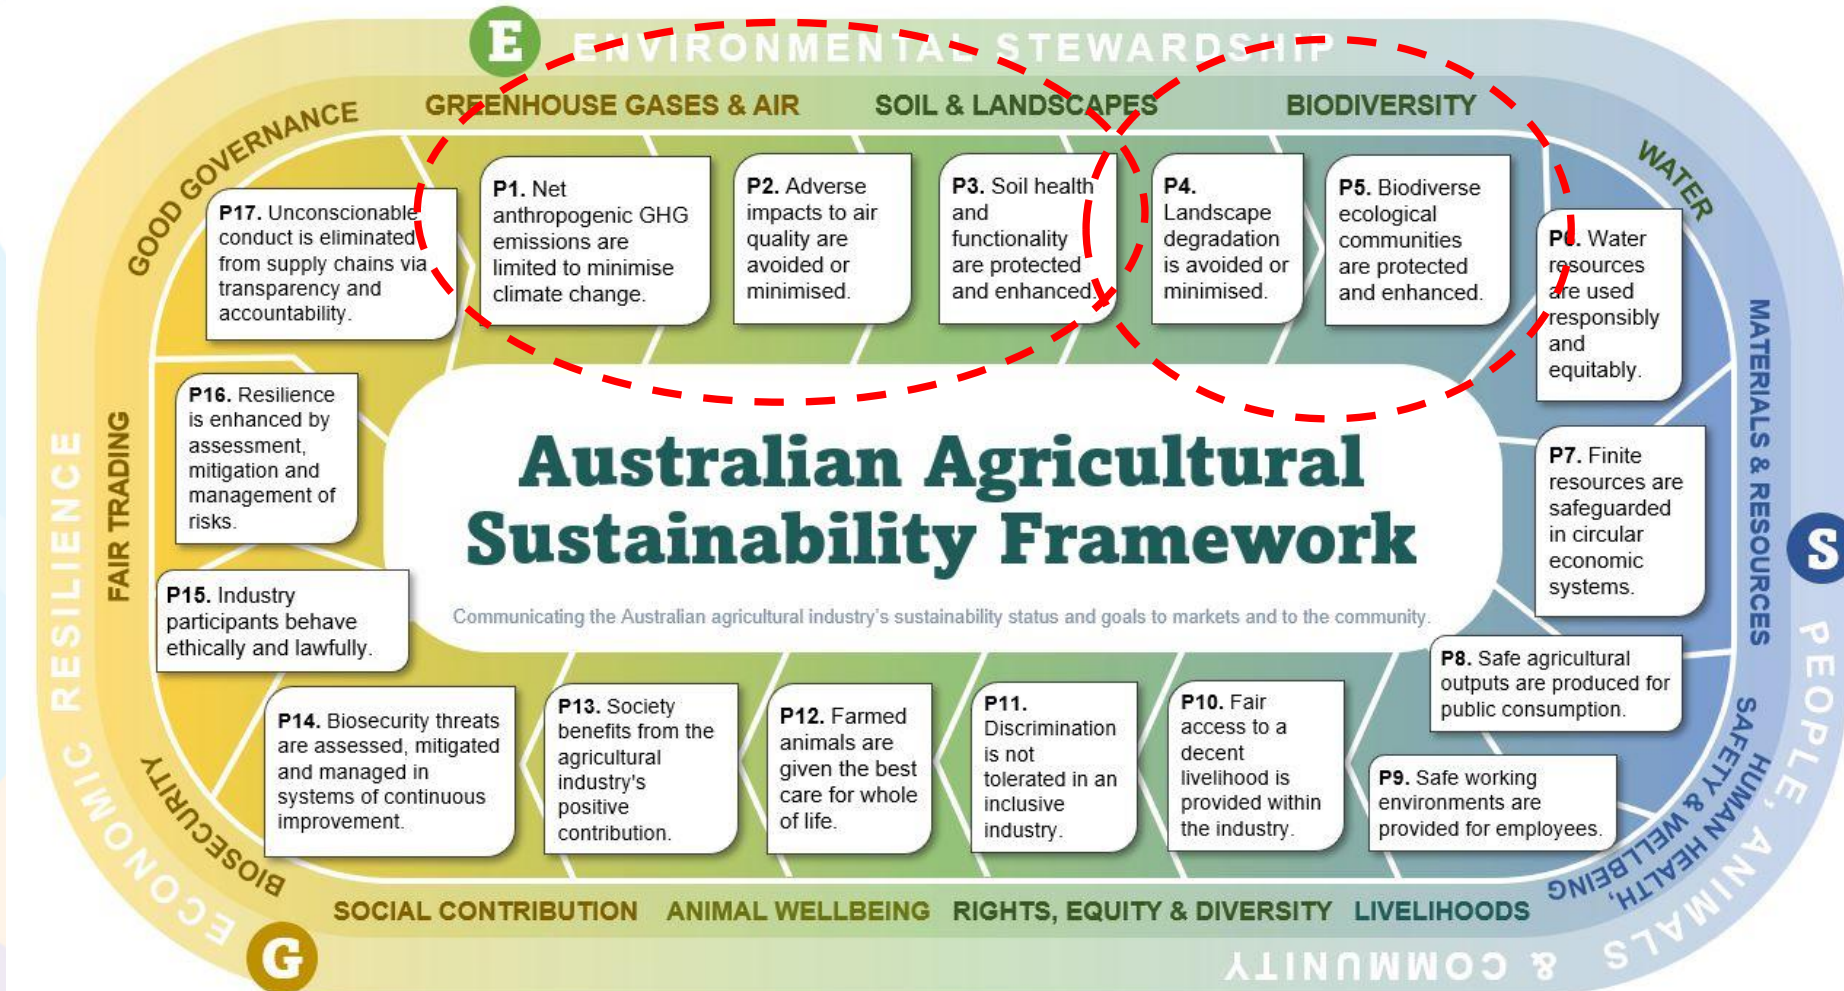 E ENVIRONMENTAL STEWARDSHIP
GREENHOUSE GASES & AIR
SOIL & LANDSCAPES
BIODIVERSITY
WATER
MATERIALS & RESOURCES
HUMAN HEALTH,
SAFETY & WELLBEING
S
PEOPLE, ANIMALS & COMMUNITY
P1. Net
anthropogenic GHG
emissions are
limited to minimise
climate change.
P2. Adverse
impacts to air
quality are
avoided or
minimised.
P3. Soil health
and
functionality
are protected
and enhanced.
P4.
Landscape
degradation
is avoided or
minimised.
P5. Biodiverse
ecological
communities
are protected
and enhanced.
P6. Water
resources
are used
responsibly
and
equitably.
P7. Finite
resources are
safeguarded
in circular
economic
systems.
P8. Safe agricultural
outputs are produced for
public consumption.
P9. Safe working
environments are
provided for employees.
P10. Fair
access to a
decent
livelihood is
provided within
the industry.
P11.
Discrimination
is not
tolerated in an
inclusive
industry.
P12. Farmed
animals are
given the best
care for whole
of life.
P13. Society
benefits from the
agricultural
industry's
positive
contribution.
P14. Biosecurity threats
are assessed, mitigated
and managed in
systems of continuous
improvement.
P15. Industry
participants behave
ethically and lawfully.
P16. Resilience
is enhanced by
assessment,
mitigation and
management of
risks.
P17. Unconscionable
conduct is eliminated
from supply chains via
transparency and
accountability.
Australian Agricultural
Sustainability Framework
Communicating the Australian agricultural industry's sustainability status and goals to markets and to the community.
LIVELIHOODS
RIGHTS, EQUITY & DIVERSITY
ANIMAL WELLBEING
SOCIAL CONTRIBUTION
BIOSECURITY
FAIR TRADING
GOOD GOVERNANCE
G
ECONOMIC RESILIENCE